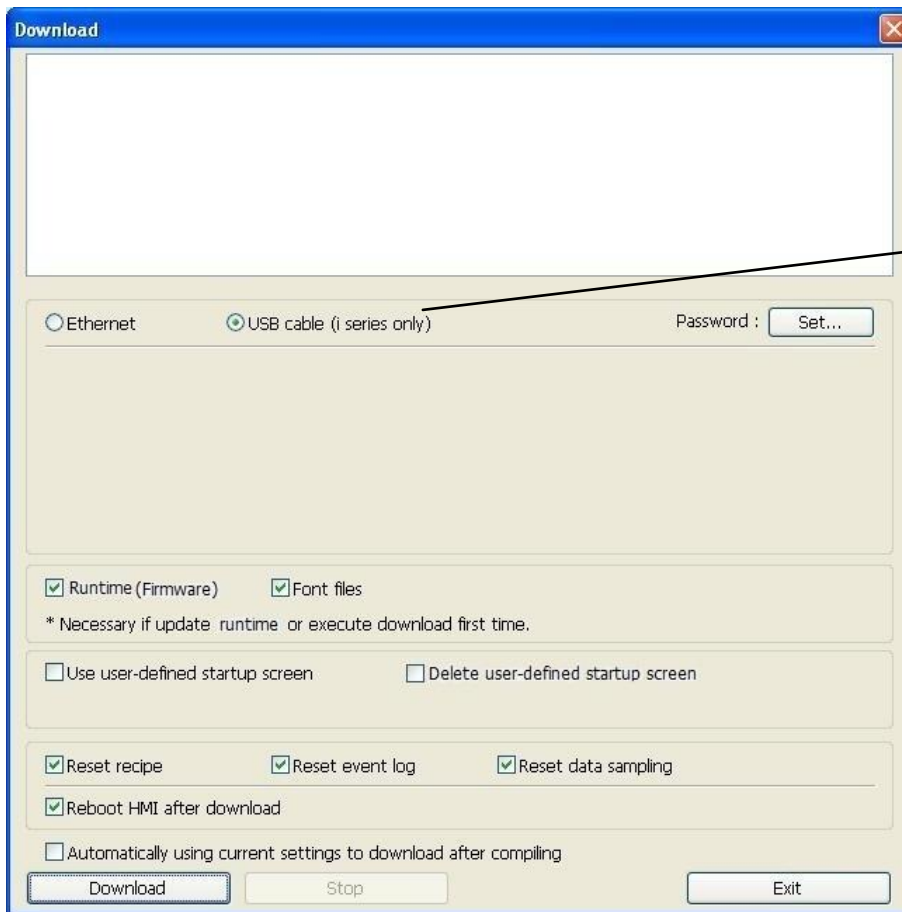 Download
Ethernet USB cable (i series only) Password : Set...
Runtime (Firmware) Font files
* Necessary if update runtime or execute download first time.
Use user-defined startup screen Delete user-defined startup screen
Reset recipe Reset event log Reset data sampling
Reboot HMI after download
Automatically using current settings to download after compiling
Download Stop Exit